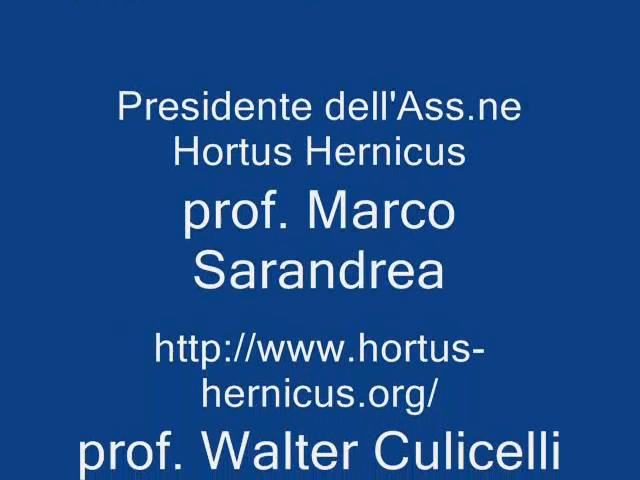 Presidente dell'Ass.ne
Hortus Hernicus
prof. Marco
Sarandrea
http://www.hortus-
hernicus.org/
prof. Walter Culicelli